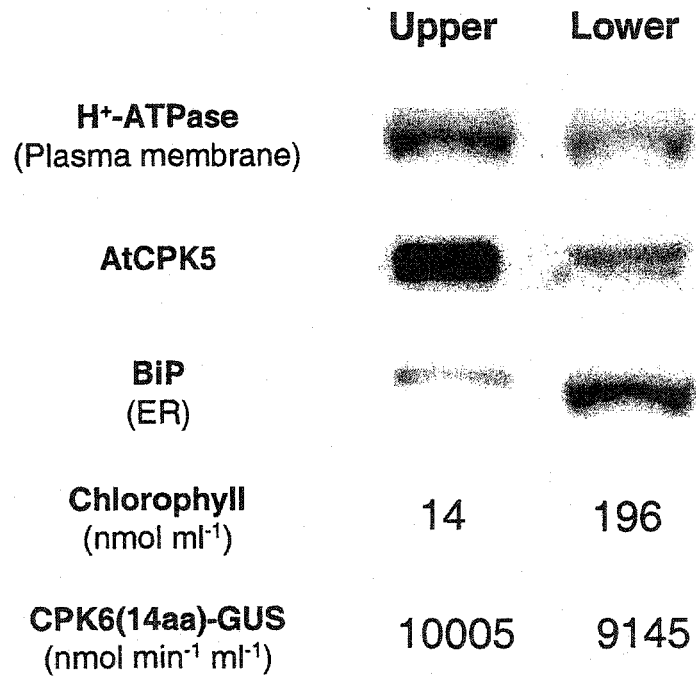 Upper Lower
H⁺-ATPase
(Plasma membrane)
AtCPK5
BiP
(ER)
Chlorophyll 14 196
(nmol ml⁻¹)
CPK6(14aa)-GUS 10005 9145
(nmol min⁻¹ ml⁻¹)